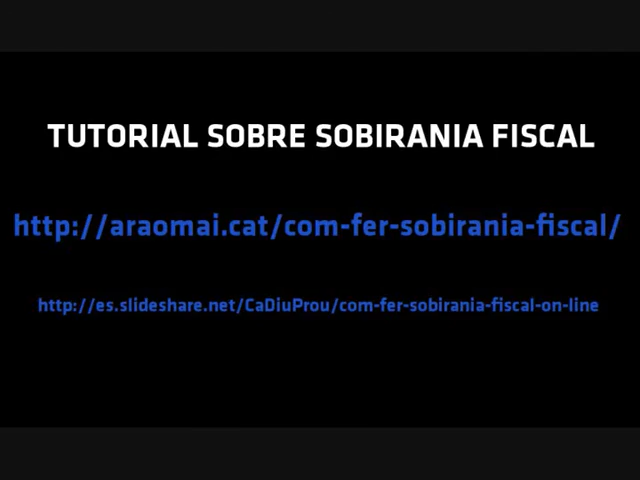 TUTORIAL SOBRE SOBIRANIA FISCAL
http://araomai.cat/com-fer-sobirania-fiscal/
http://es.slideshare.net/CaDiuProu/com-fer-sobirania-fiscal-on-line